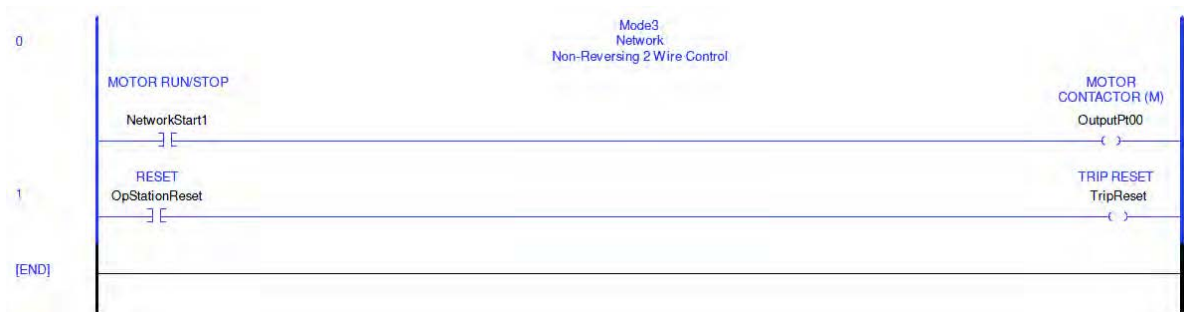 0
Mode3
Network
Non-Reversing 2 Wire Control
MOTOR RUN/STOP
MOTOR
CONTACTOR (M)
NetworkStart1
OutputPt00
1
RESET
TRIP RESET
OpStationReset
TripReset
[END]